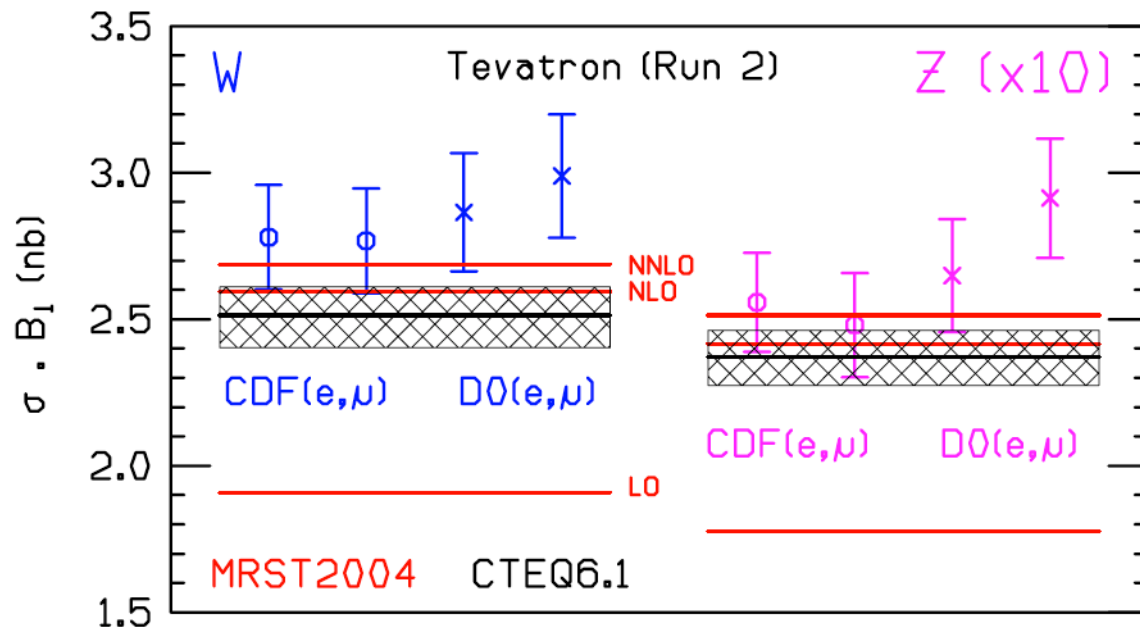 3.5
W Tevatron (Run 2) Z (x10)
3.0
σ . Bl (nb)
NNLO
NLO
2.5
CDF(e,μ) D0(e,μ)
CDF(e,μ) D0(e,μ)
2.0
LO
MRST2004 CTEQ6.1
1.5